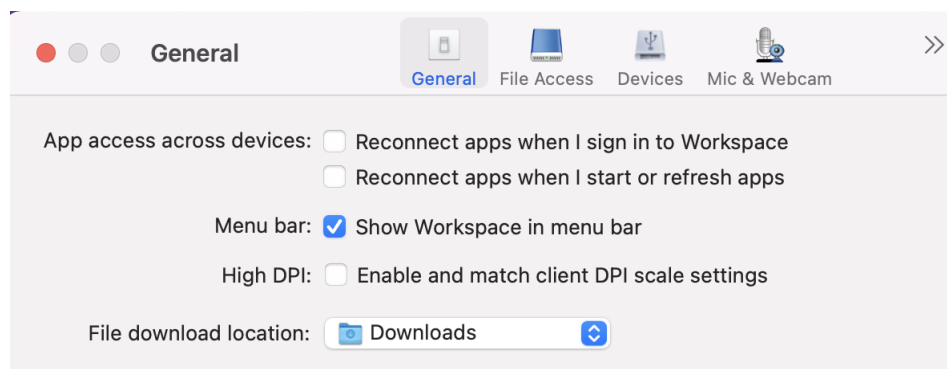 General
General File Access Devices Mic & Webcam
App access across devices: Reconnect apps when I sign in to Workspace
Reconnect apps when I start or refresh apps
Menu bar: Show Workspace in menu bar
High DPI: Enable and match client DPI scale settings
File download location: Downloads